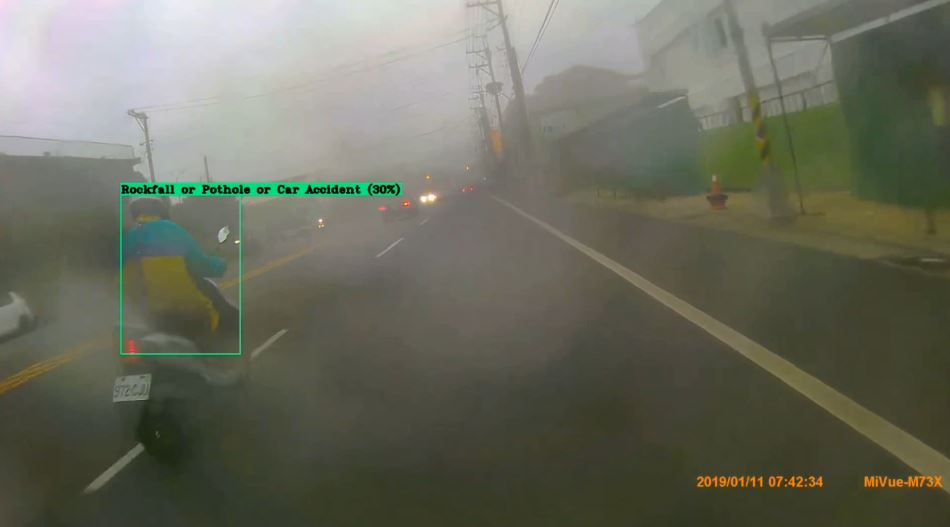 Rockfall or Pothole or Car Accident (30%)
2019/01/11 07:42:34 MiVue-M73X